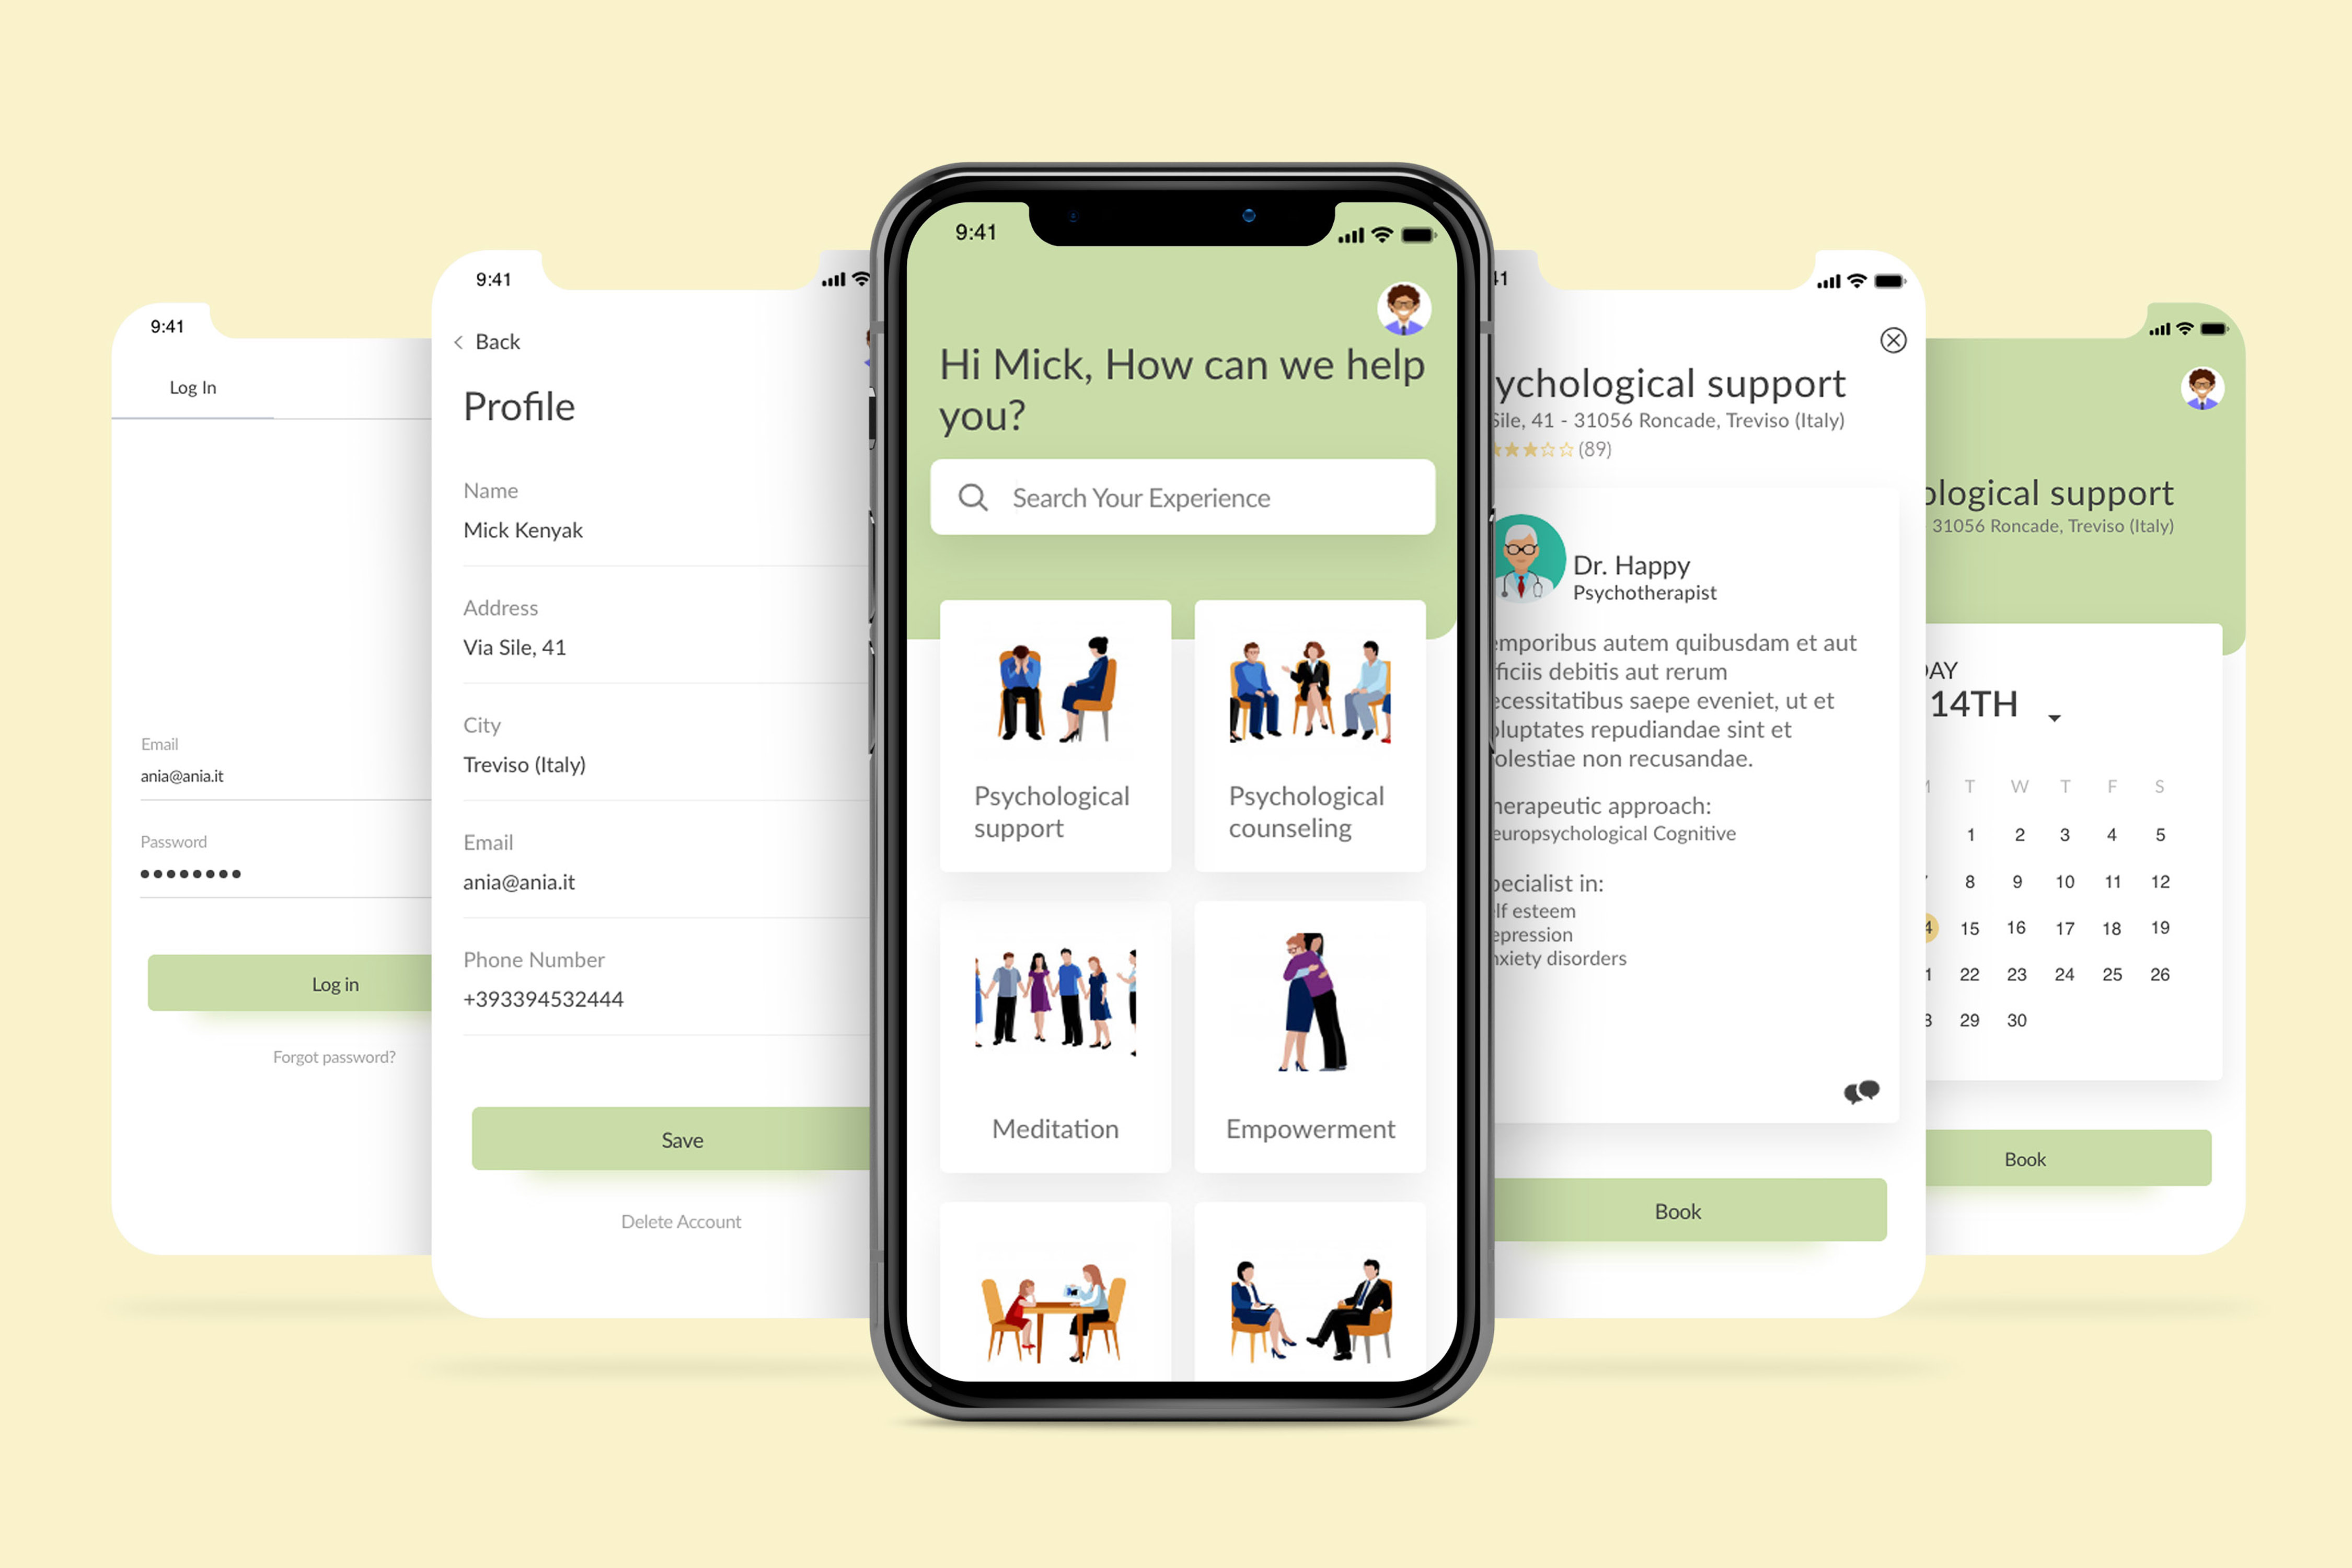 9:41
Log In
Email
ania@ania.it
Password
Log in
Forgot password?
9:41
Back
Profile
Name
Mick Kenyak
Address
Via Sile, 41
City
Treviso (Italy)
Email
ania@ania.it
Phone Number
+393394532444
Save
Delete Account
9:41
Hi Mick, How can we help
you?
Search Your Experience
Psychological
support
Psychological
counseling
Meditation
Empowerment
41
ychological support
Sile, 41 - 31056 Roncade, Treviso (Italy)
(89)
Dr. Happy
Psychotherapist
emporibus autem quibusdam et aut
fficiis debitis aut rerum
ecessitatibus saepe eveniet, ut et
oluptates repudiandae sint et
olestiae non recusandae.
herapeutic approach:
europsychological Cognitive
pecialist in:
lf esteem
epression
nxiety disorders
Book
ological support
31056 Roncade, Treviso (Italy)
DAY
14TH
T W T F S
1 2 3 4 5
8 9 10 11 12
4 15 16 17 18 19
1 22 23 24 25 26
8 29 30
Book